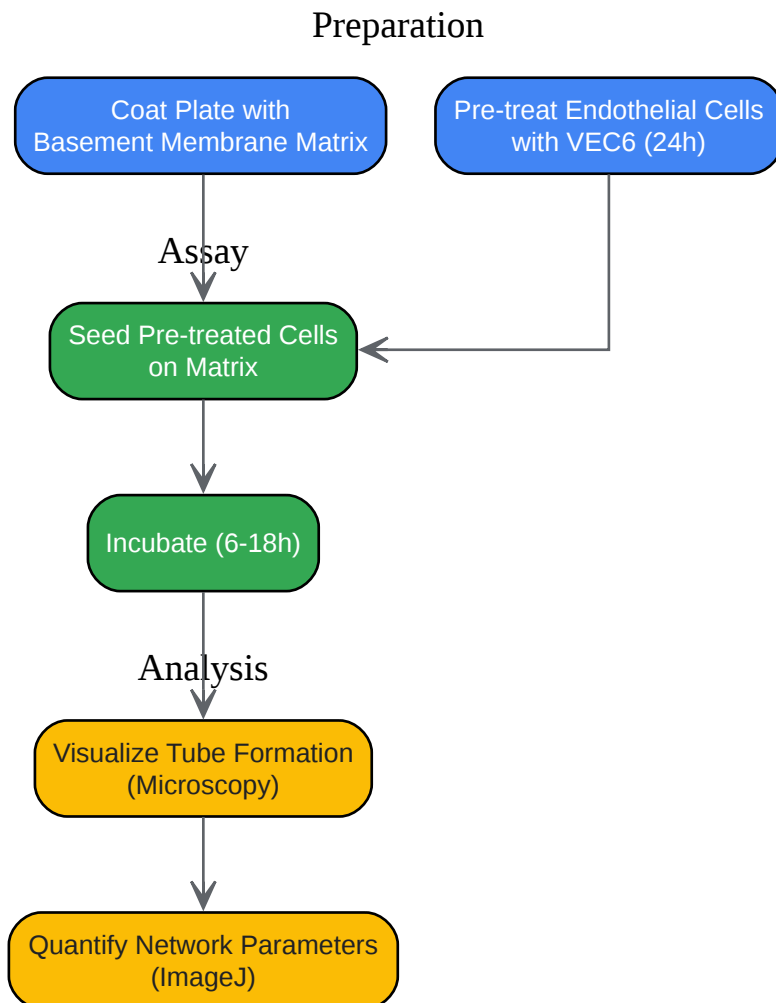 Preparation
Coat Plate with
Basement Membrane Matrix
Pre-treat Endothelial Cells
with VEC6 (24h)
Assay
Seed Pre-treated Cells
on Matrix
Incubate (6-18h)
Analysis
Visualize Tube Formation
(Microscopy)
Quantify Network Parameters
(ImageJ)